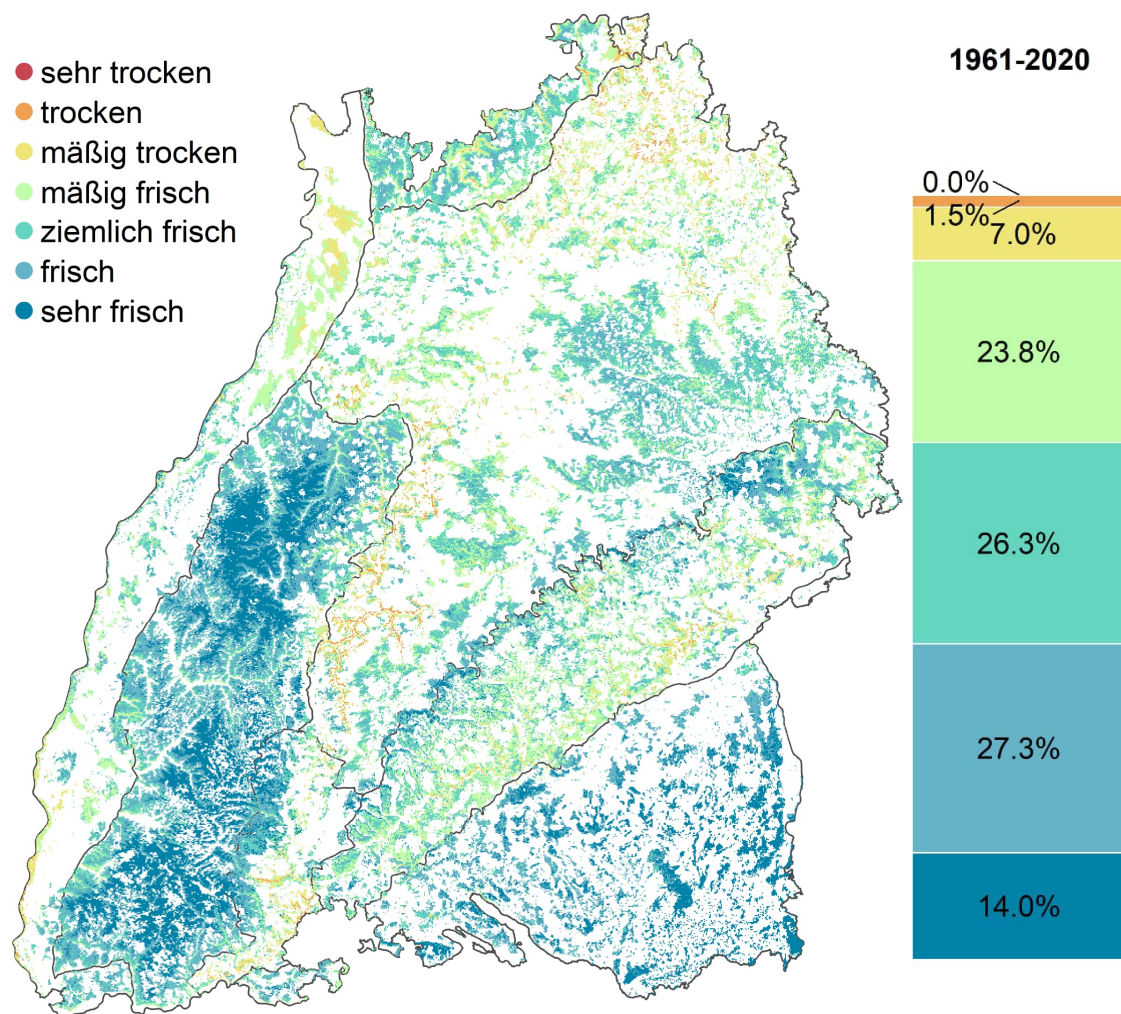 sehr trocken
trocken
mäßig trocken
mäßig frisch
ziemlich frisch
frisch
sehr frisch
1961-2020
0.0%
1.5%
7.0%
23.8%
26.3%
27.3%
14.0%